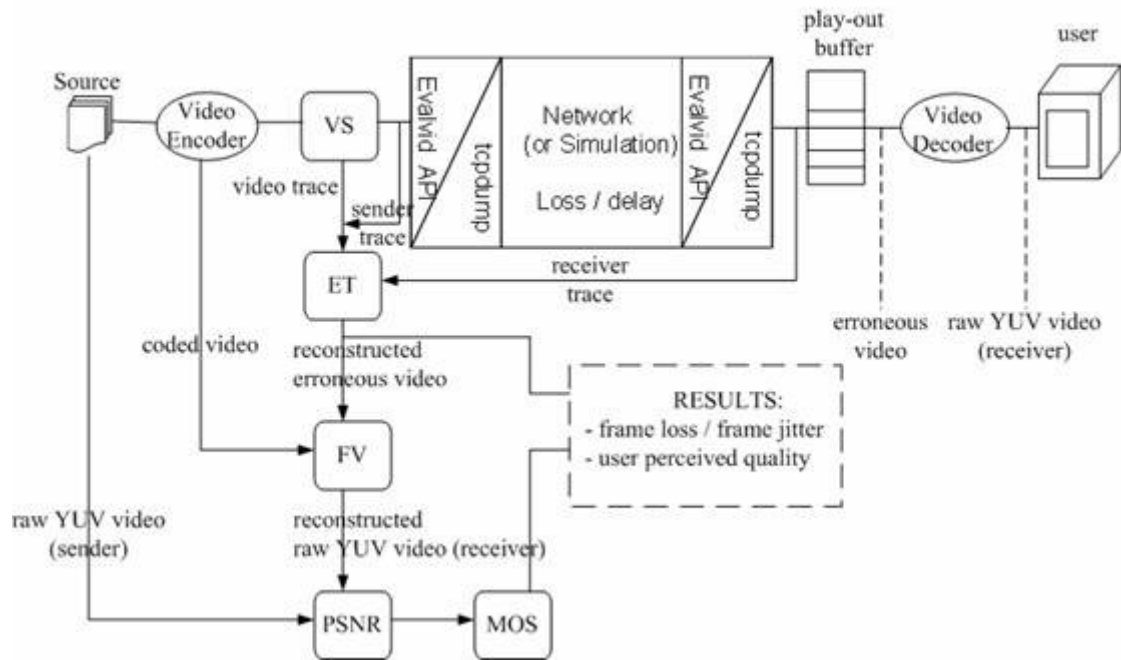 play-out
buffer
user
Source
Video
Encoder
VS
Evalvid API
tcpdump
Network
(or Simulation)
Loss / delay
Evalvid API
tcpdump
Video
Decoder
video trace
sender
trace
ET
receiver
trace
erroneous
video
raw YUV video
(receiver)
coded video
reconstructed
erroneous video
RESULTS:
- frame loss / frame jitter
- user perceived quality
FV
raw YUV video
(sender)
reconstructed
raw YUV video (receiver)
PSNR
MOS